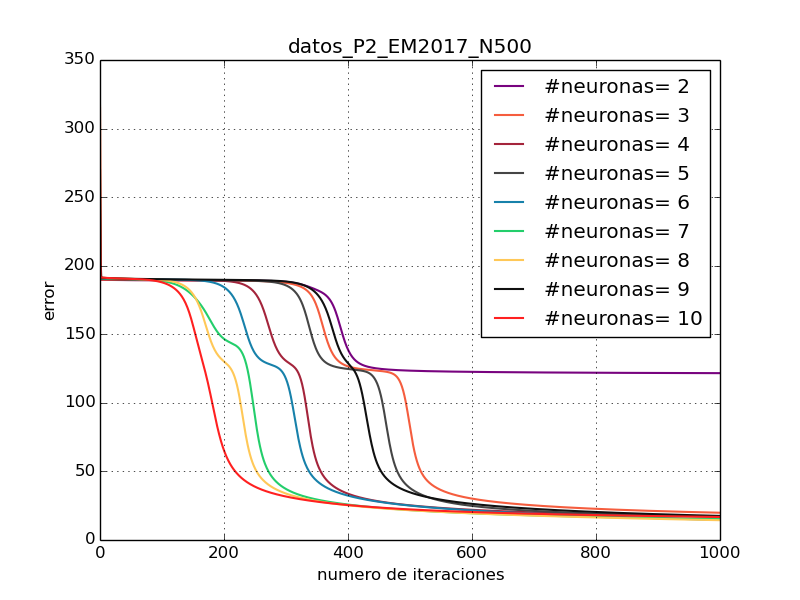 datos_P2_EM2017_N500
350
300
250
200
150
100
50
0
error
0 200 400 600 800 1000
numero de iteraciones
#neuronas= 2
#neuronas= 3
#neuronas= 4
#neuronas= 5
#neuronas= 6
#neuronas= 7
#neuronas= 8
#neuronas= 9
#neuronas= 10